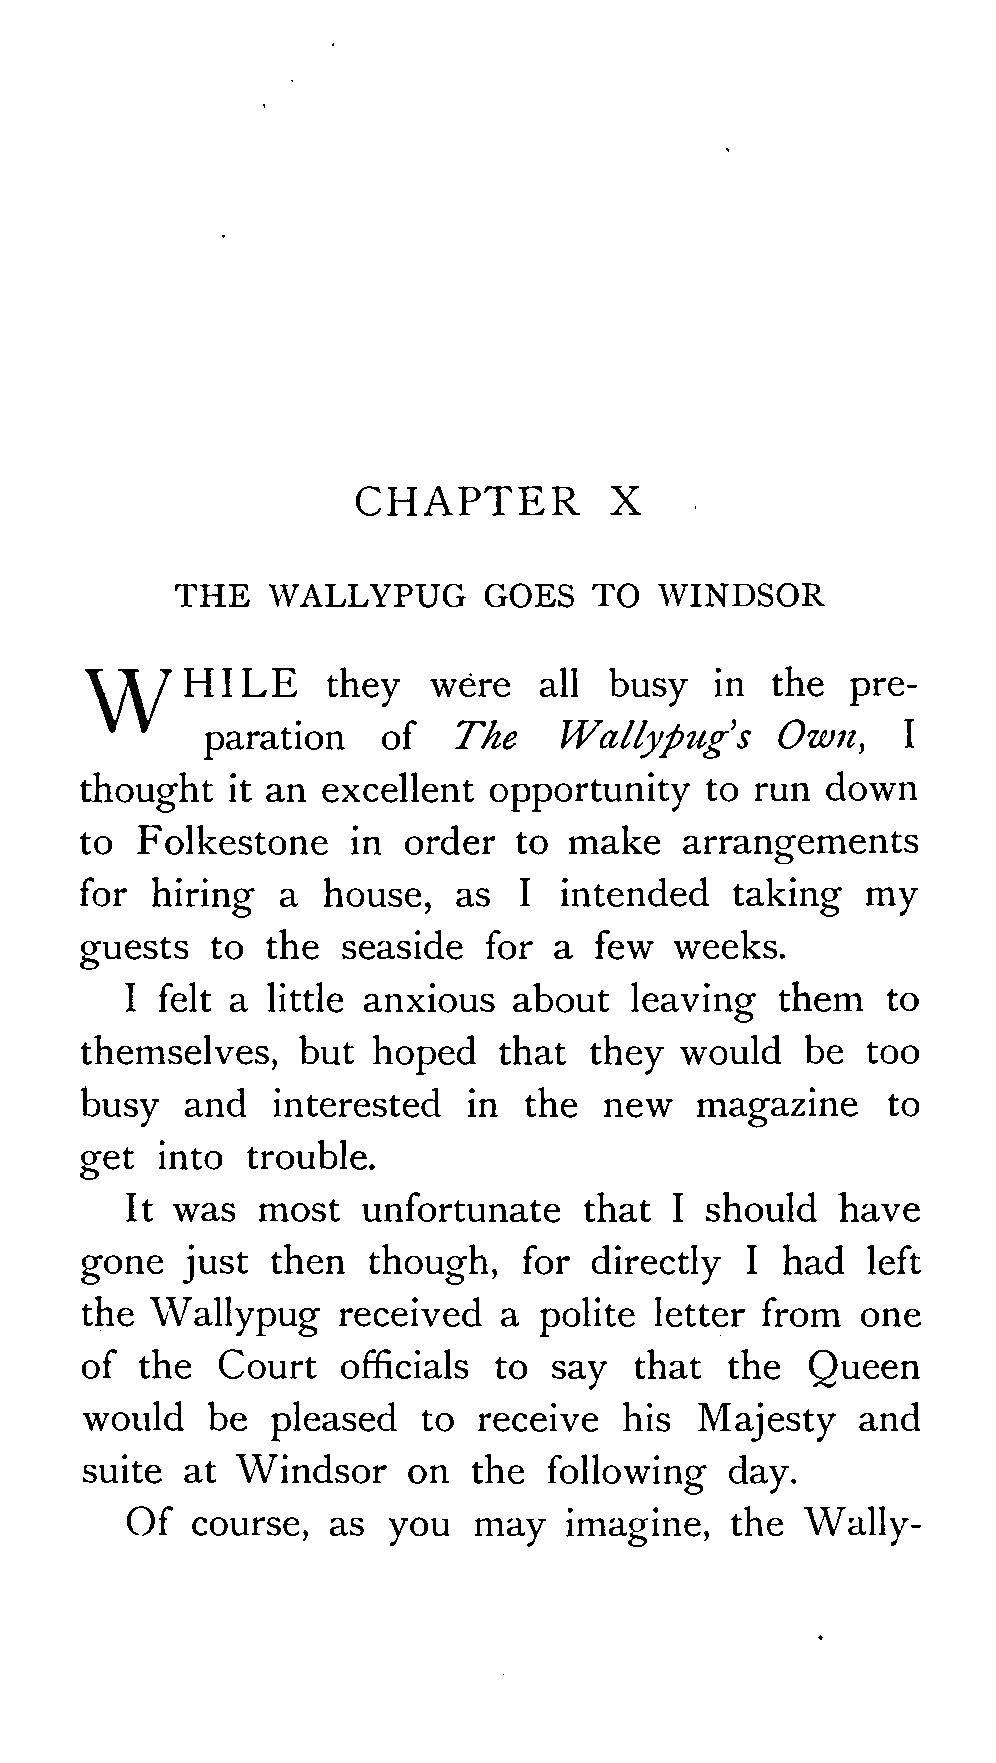 CHAPTER X
THE WALLYPUG GOES TO WINDSOR
WHILE they were all busy in the pre-
paration of The Wallypug's Own, I
thought it an excellent opportunity to run down
to Folkestone in order to make arrangements
for hiring a house, as I intended taking my
guests to the seaside for a few weeks.
I felt a little anxious about leaving them to
themselves, but hoped that they would be too
busy and interested in the new magazine to
get into trouble.
It was most unfortunate that I should have
gone just then though, for directly I had left
the Wallypug received a polite letter from one
of the Court officials to say that the Queen
would be pleased to receive his Majesty and
suite at Windsor on the following day.
Of course, as you may imagine, the Wally-